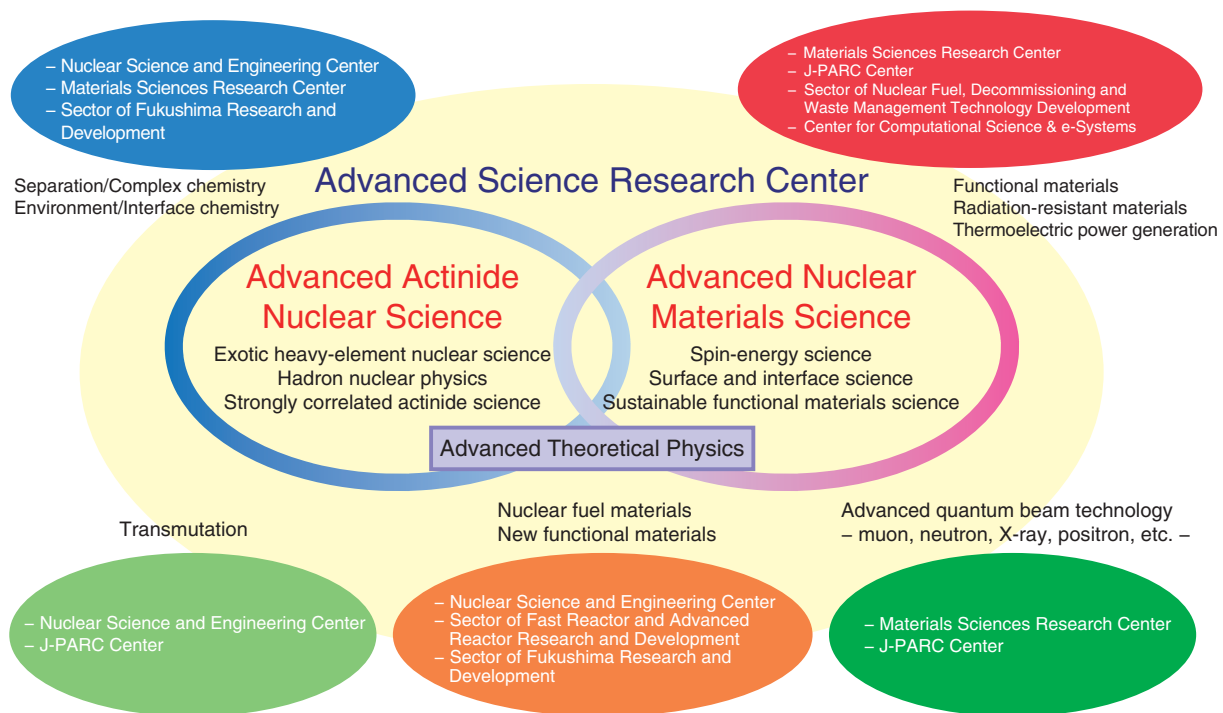 – Nuclear Science and Engineering Center
– Materials Sciences Research Center
– Sector of Fukushima Research and
Development
– Materials Sciences Research Center
– J-PARC Center
– Sector of Nuclear Fuel, Decommissioning and
Waste Management Technology Development
– Center for Computational Science & e-Systems
Separation/Complex chemistry
Environment/Interface chemistry
Advanced Science Research Center
Functional materials
Radiation-resistant materials
Thermoelectric power generation
Advanced Actinide
Nuclear Science
Exotic heavy-element nuclear science
Hadron nuclear physics
Strongly correlated actinide science
Advanced Nuclear
Materials Science
Spin-energy science
Surface and interface science
Sustainable functional materials science
Advanced Theoretical Physics
Transmutation
Nuclear fuel materials
New functional materials
Advanced quantum beam technology
– muon, neutron, X-ray, positron, etc. –
– Nuclear Science and Engineering Center
– J-PARC Center
– Nuclear Science and Engineering Center
– Sector of Fast Reactor and Advanced
Reactor Research and Development
– Sector of Fukushima Research and
Development
– Materials Sciences Research Center
– J-PARC Center